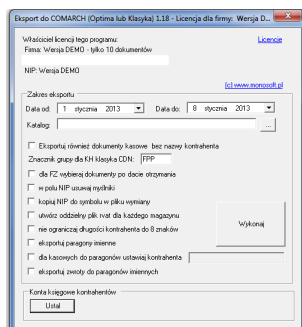 Eksport do COMARCH (Optima lub Klasyka) 1.18 - Licencja dla firmy: Wersja D...
Właściciel licencji tego programu:
Licencje
Firma: Wersja DEMO - tylko 10 dokumentów
NIP: Wersja DEMO
[c] www.monosoft.pl
Zakres eksportu
Data od: 1 stycznia 2013
Data do: 8 stycznia 2013
Katalog:
...
Eksportuj również dokumenty kasowe bez nazwy kontrahenta
Znacznik grupy dla KH klasyka CDN: FPP
dla FZ wybieraj dokumenty po dacie otrzymania
w polu NIP usuwaj myślniki
kopiuj NIP do symbolu w pliku wymiany
utwórz oddzielny plik rvat dla każdego magazynu
nie ograniczaj długości kontrahenta do 8 znaków
eksportuj paragony imienne
dla kasowych do paragonów ustawiaj kontrahenta
eksportuj zwroty do paragonów imiennych
Wykonaj
Konta księgowe kontrahentów
Ustal